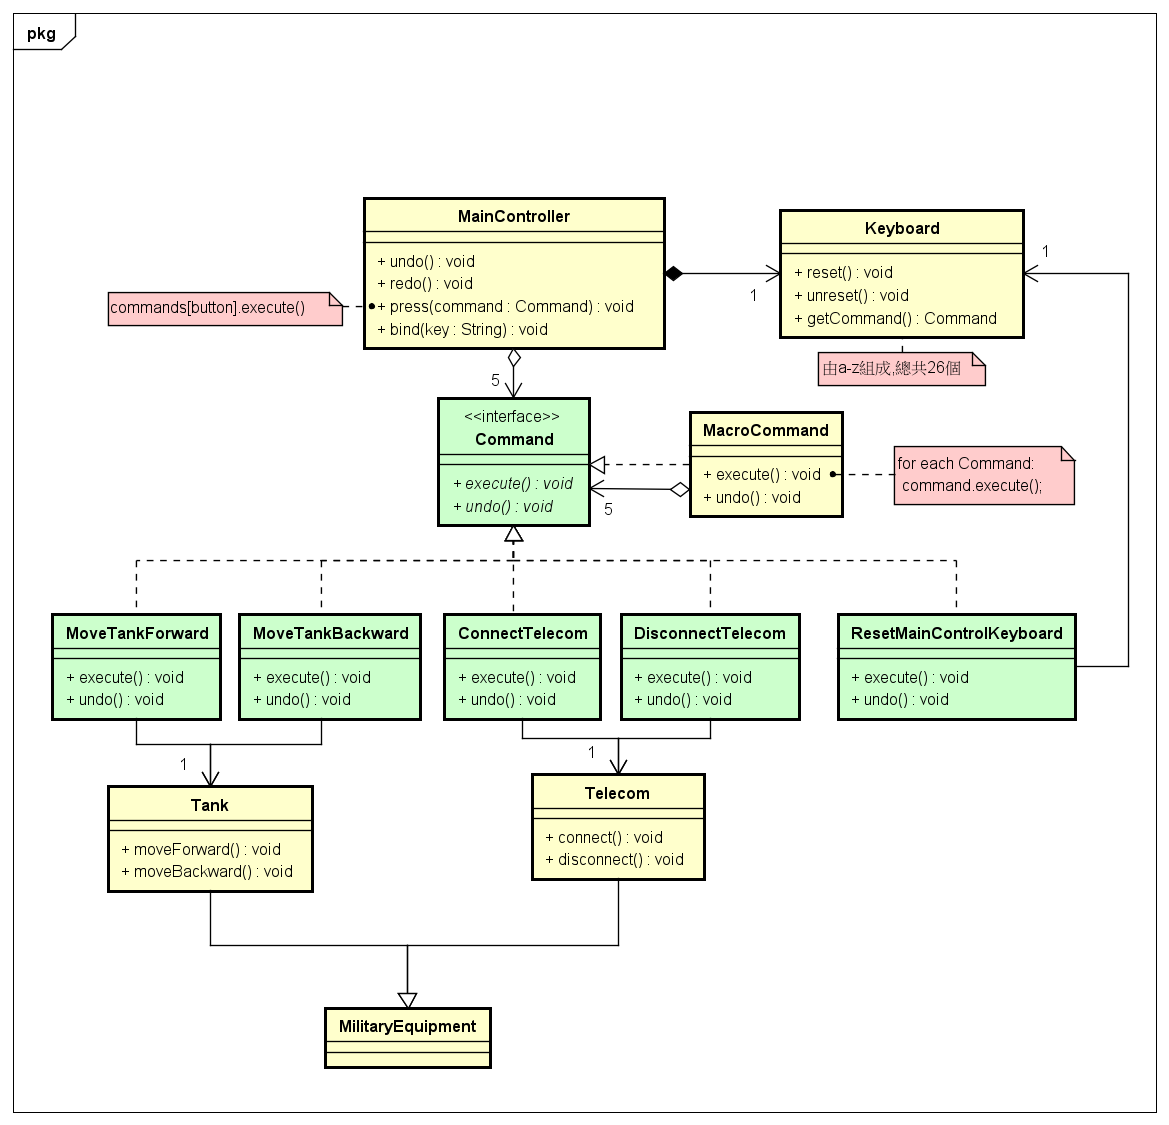 pkg
MainController
+ undo() : void
+ redo() : void
+ press(command : Command) : void
+ bind(key : String) : void
commands[button].execute()
Keyboard
+ reset() : void
+ unreset() : void
+ getCommand() : Command
1
1
由a-z組成,總共26個
5
<<interface>>
Command
+ execute() : void
+ undo() : void
MacroCommand
+ execute() : void
+ undo() : void
5
for each Command:
command.execute();
MoveTankForward
+ execute() : void
+ undo() : void
MoveTankBackward
+ execute() : void
+ undo() : void
ConnectTelecom
+ execute() : void
+ undo() : void
DisconnectTelecom
+ execute() : void
+ undo() : void
ResetMainControlKeyboard
+ execute() : void
+ undo() : void
1
Tank
+ moveForward() : void
+ moveBackward() : void
1
Telecom
+ connect() : void
+ disconnect() : void
MilitaryEquipment